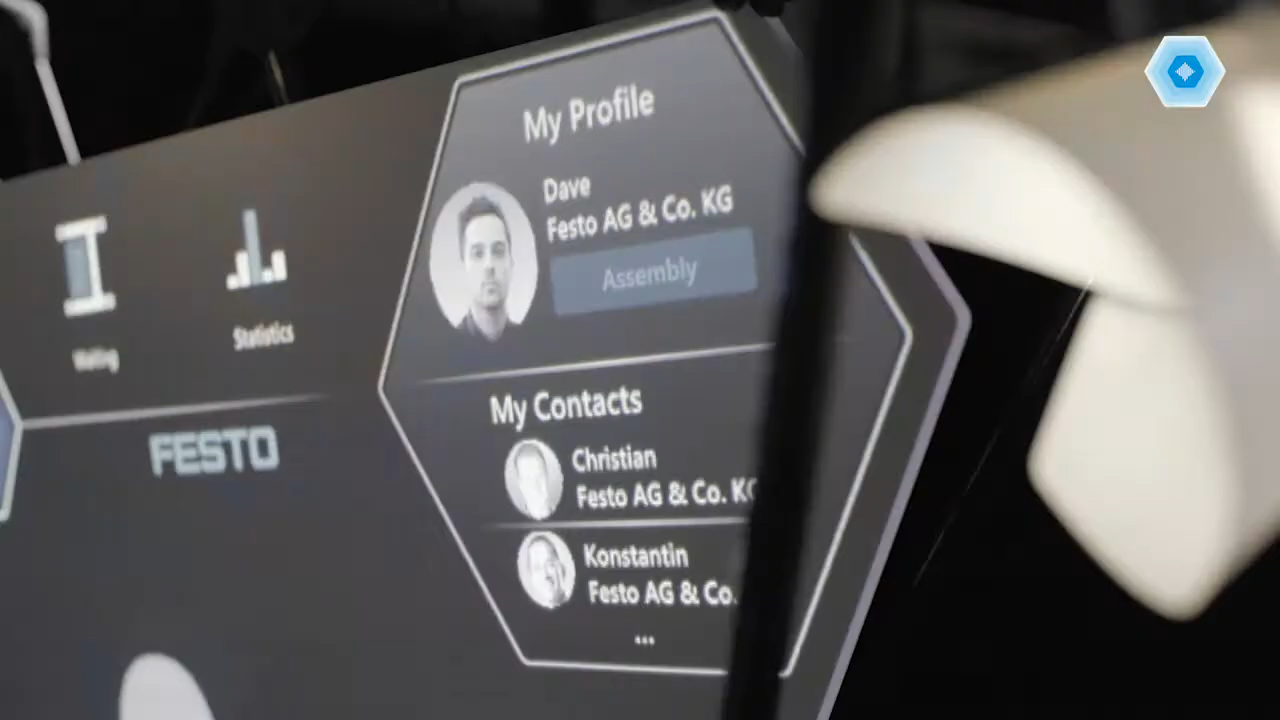 My Profile
Dave
Festo AG & Co. KG
Assembly
Statistics
My Contacts
FESTO
Christian
Festo AG & Co. KG
Konstantin
Festo AG & Co.
...